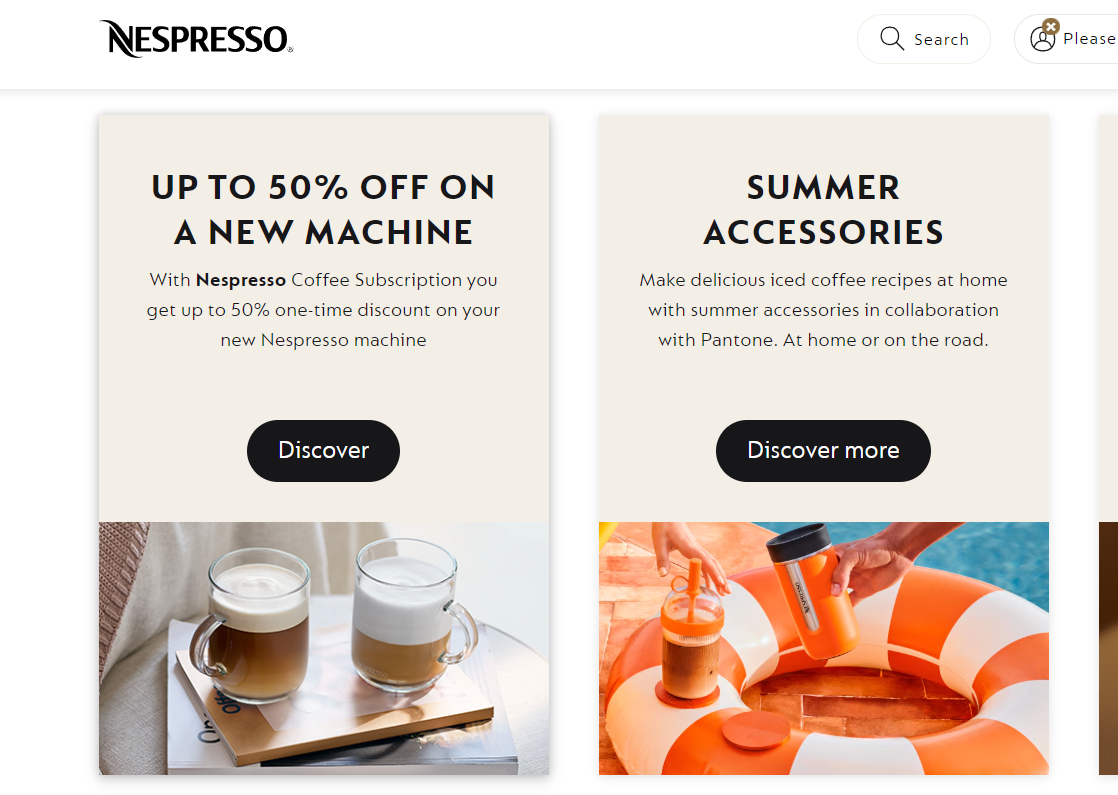 NESPRESSO
Search
Please
UP TO 50% OFF ON
A NEW MACHINE
With Nespresso Coffee Subscription you
get up to 50% one-time discount on your
new Nespresso machine
Discover
SUMMER
ACCESSORIES
Make delicious iced coffee recipes at home
with summer accessories in collaboration
with Pantone. At home or on the road.
Discover more
NESPRESSO